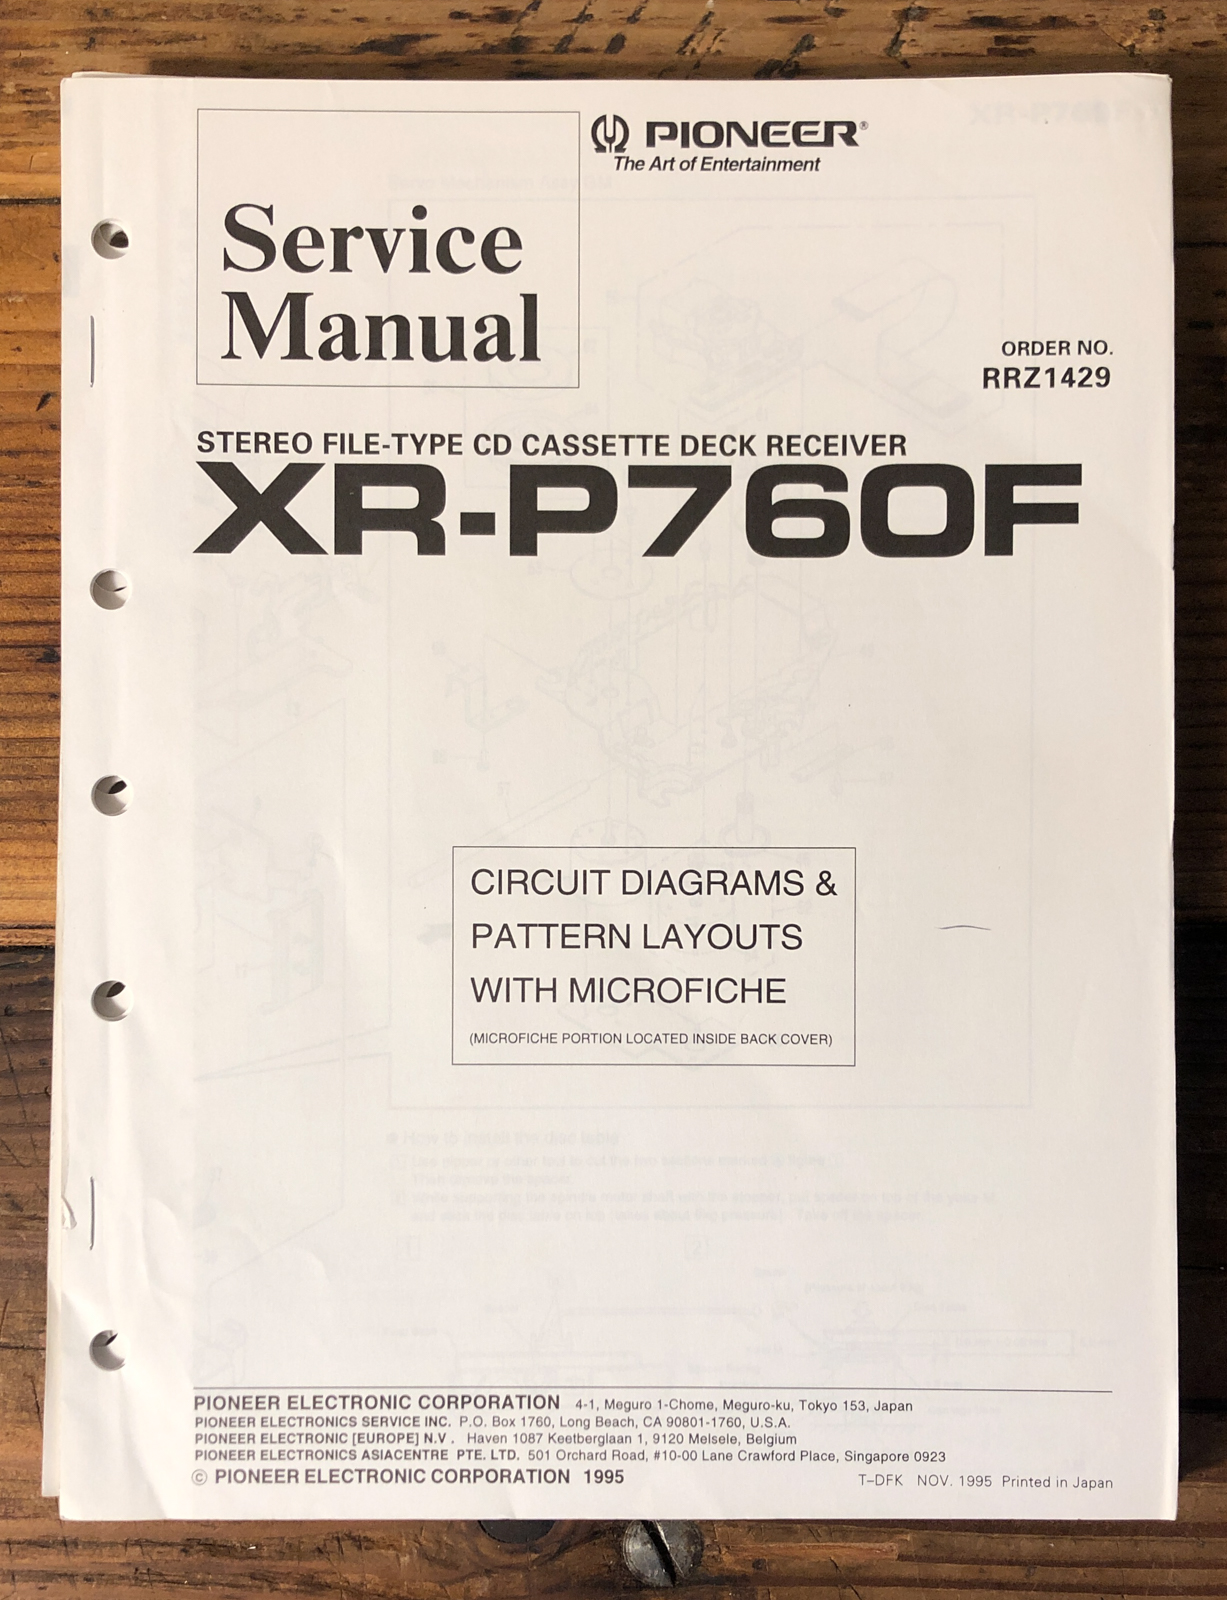 PIONEER®
The Art of Entertainment
Service
Manual
ORDER NO.
RRZ1429
STEREO FILE-TYPE CD CASSETTE DECK RECEIVER
XR-P760F
CIRCUIT DIAGRAMS &
PATTERN LAYOUTS
WITH MICROFICHE
(MICROFICHE PORTION LOCATED INSIDE BACK COVER)
PIONEER ELECTRONIC CORPORATION 4-1, Meguro 1-Chome, Meguro-ku, Tokyo 153, Japan
PIONEER ELECTRONICS SERVICE INC. P.O. Box 1760, Long Beach, CA 90801-1760, U.S.A.
PIONEER ELECTRONIC [EUROPE] N.V . Haven 1087 Keetberglaan 1, 9120 Melsele, Belgium
PIONEER ELECTRONICS ASIACENTRE PTE. LTD. 501 Orchard Road, #10-00 Lane Crawford Place, Singapore 0923
© PIONEER ELECTRONIC CORPORATION 1995
T–DFK NOV. 1995 Printed in Japan